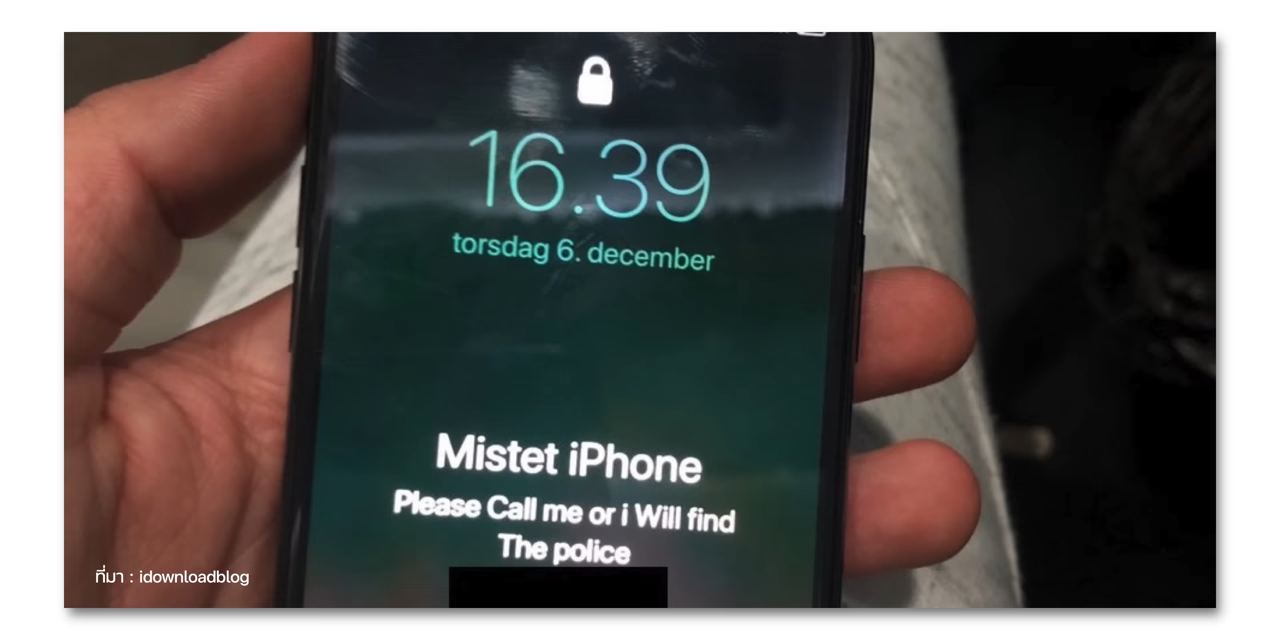 16.39
torsdag 6. december
Mistet iPhone
Please Call me or i Will find
The police
ที่มา : idownloadblog